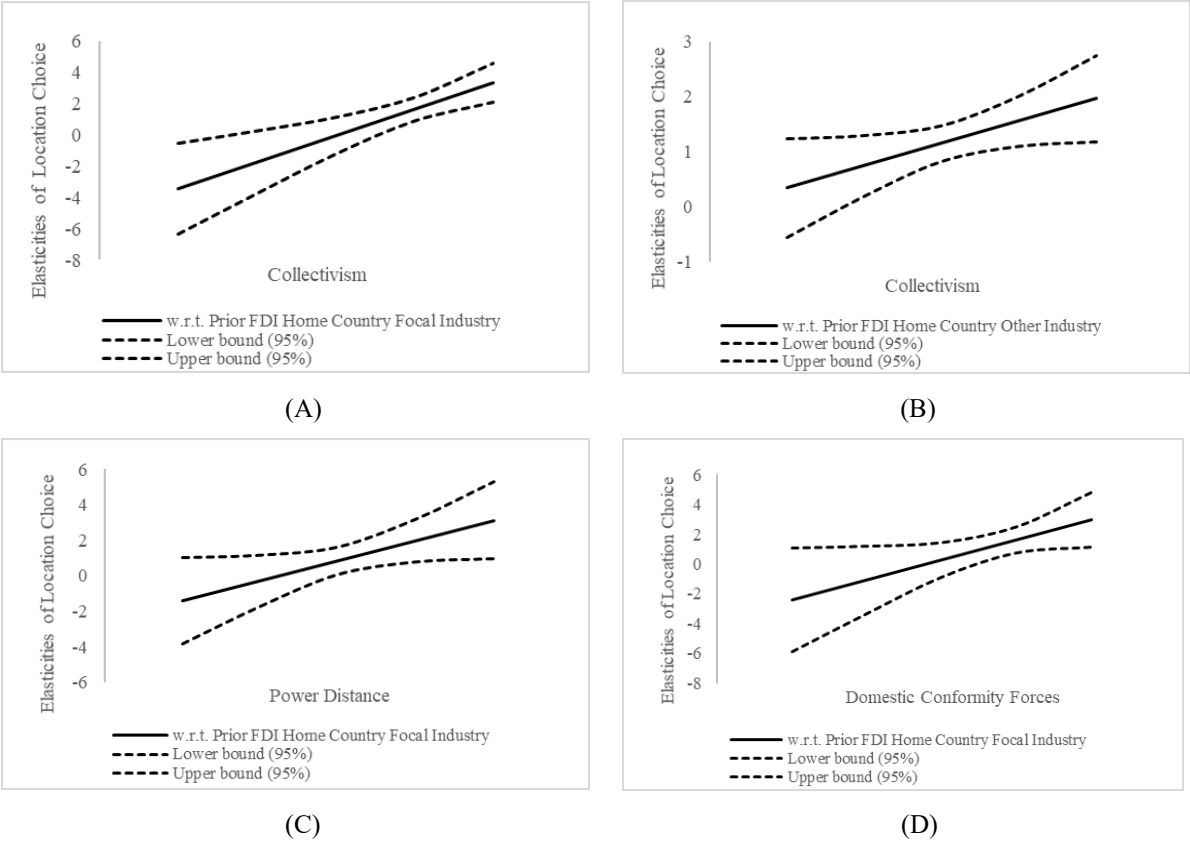 Elasticities of Location Choice
6
4
2
0
-2
-4
-6
-8
Collectivism
w.r.t. Prior FDI Home Country Focal Industry
Lower bound (95%)
Upper bound (95%)
(A)
Elasticities of Location Choice
3
2
1
0
-1
Collectivism
w.r.t. Prior FDI Home Country Other Industry
Lower bound (95%)
Upper bound (95%)
(B)
Elasticities of Location Choice
6
4
2
0
-2
-4
-6
Power Distance
w.r.t. Prior FDI Home Country Focal Industry
Lower bound (95%)
Upper bound (95%)
(C)
Elasticities of Location Choice
6
4
2
0
-2
-4
-6
-8
Domestic Conformity Forces
w.r.t. Prior FDI Home Country Focal Industry
Lower bound (95%)
Upper bound (95%)
(D)